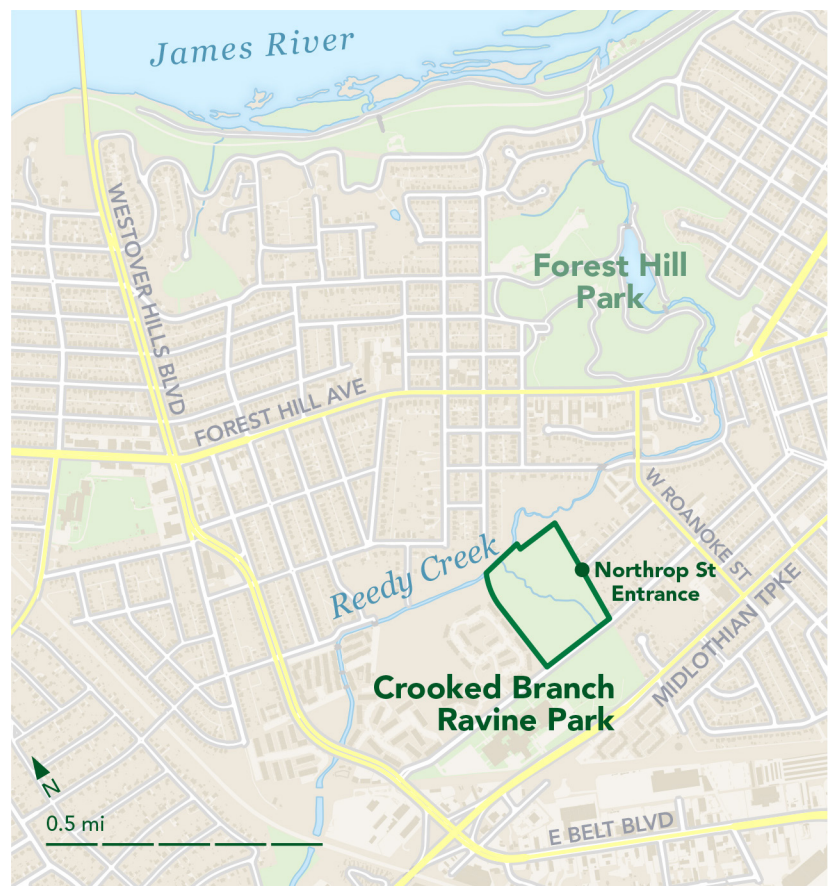 James River
WESTOVER HILLS BLVD
Forest Hill
Park
FOREST HILL AVE
W ROANOKE ST
Reedy Creek
Northrop St
Entrance
MIDLOTHIAN TPKE
Crooked Branch
Ravine Park
N
0.5 mi
E BELT BLVD